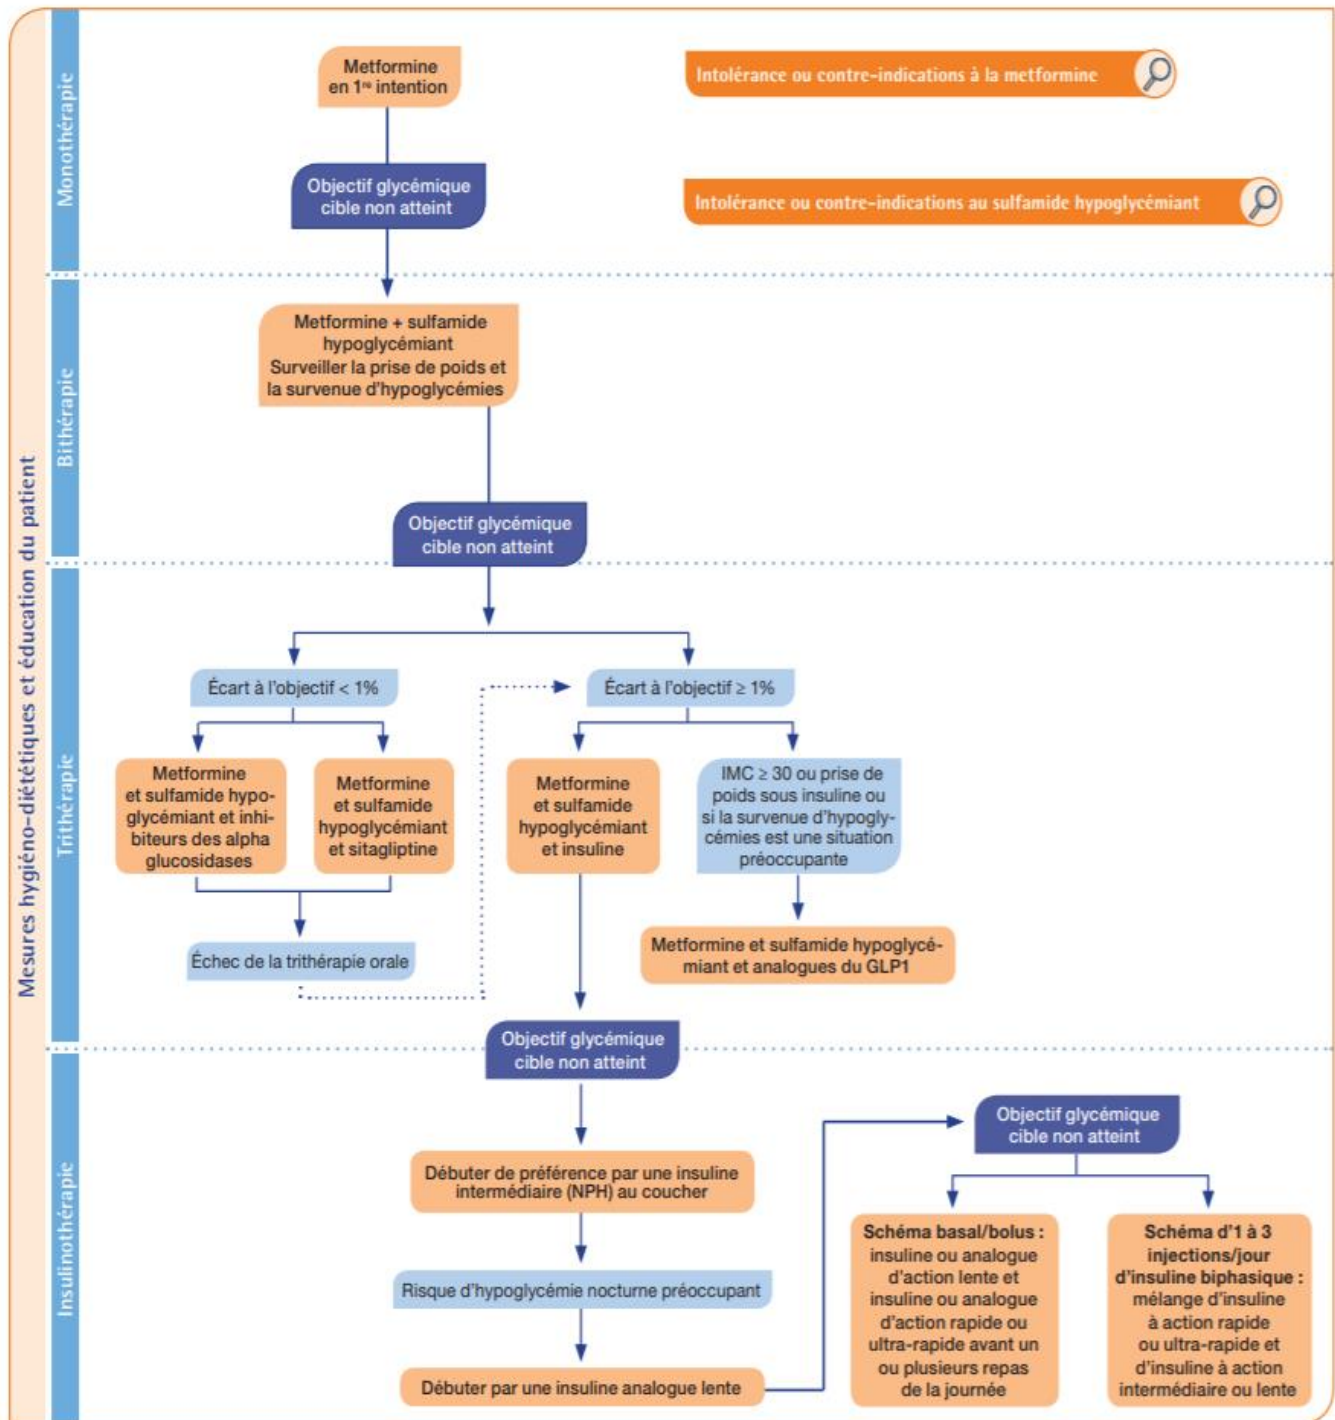 Mesures hygiéno-diététiques et éducation du patient
Monothérapie
Metformine
en 1re intention
Intolérance ou contre-indications à la metformine
Objectif glycémique
cible non atteint
Intolérance ou contre-indications au sulfamide hypoglycémiant
Bithérapie
Metformine + sulfamide
hypoglycémiant
Surveiller la prise de poids et
la survenue d'hypoglycémies
Objectif glycémique
cible non atteint
Trithérapie
Écart à l'objectif < 1%
Écart à l'objectif ≥ 1%
Metformine
et sulfamide hypo-
glycémiant et inhi-
biteurs des alpha
glucosidases
Metformine
et sulfamide
hypoglycémiant
et sitagliptine
Metformine
et sulfamide
hypoglycémiant
et insuline
IMC ≥ 30 ou prise de
poids sous insuline ou
si la survenue d'hypogly-
cémies est une situation
préoccupante
Échec de la trithérapie orale
Metformine et sulfamide hypoglycé-
miant et analogues du GLP1
Objectif glycémique
cible non atteint
Insulinothérapie
Débuter de préférence par une insuline
intermédiaire (NPH) au coucher
Risque d'hypoglycémie nocturne préoccupant
Débuter par une insuline analogue lente
Objectif glycémique
cible non atteint
Schéma basal/bolus :
insuline ou analogue
d'action lente et
insuline ou analogue
d'action rapide ou
ultra-rapide avant un
ou plusieurs repas
de la journée
Schéma d'1 à 3
injections/jour
d'insuline biphasique :
mélange d'insuline
à action rapide
ou ultra-rapide et
d'insuline à action
intermédiaire ou lente